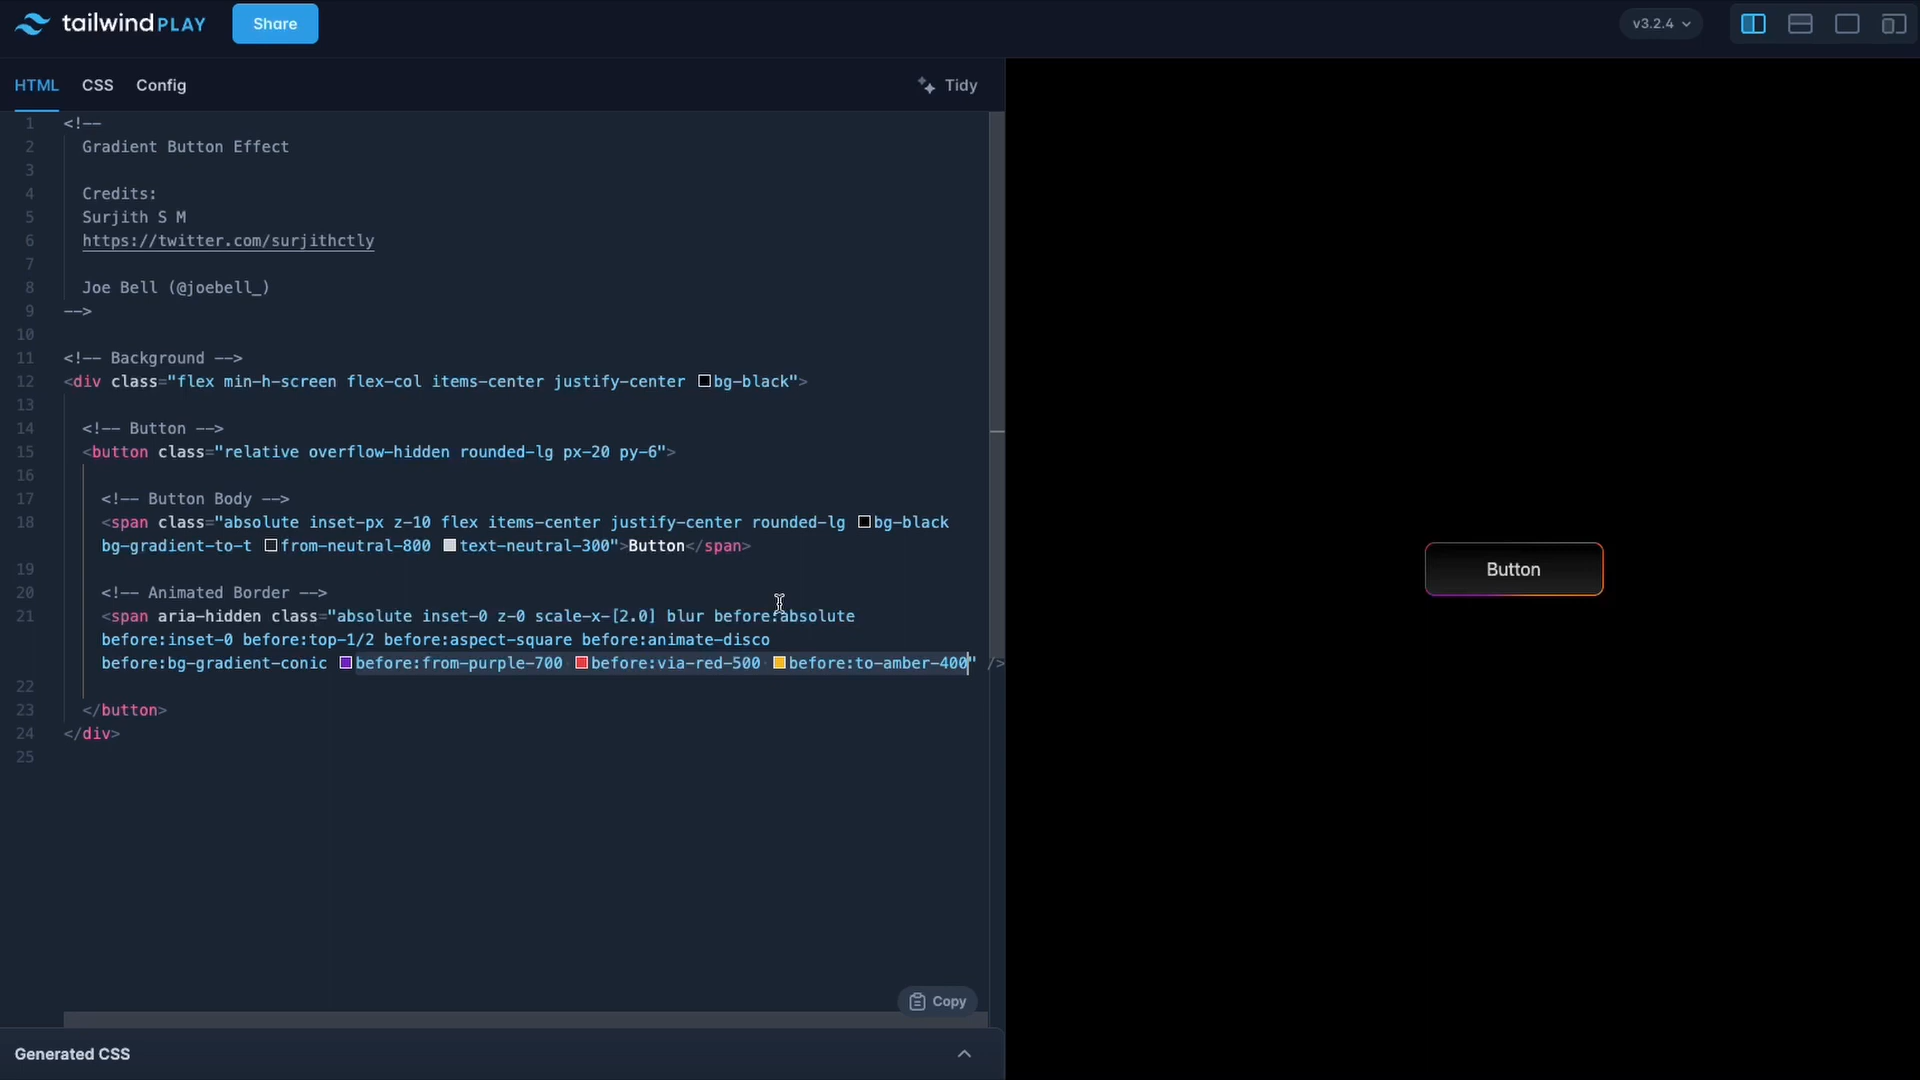 tailwind PLAY
Share
v3.2.4
HTML CSS Config
Tidy
1 <!--
2 Gradient Button Effect
3
4 Credits:
5 Surjith S M
6 https://twitter.com/surjithctly
7
8 Joe Bell (@joebell_)
9 -->
10
11 <!-- Background -->
12 <div class="flex min-h-screen flex-col items-center justify-center bg-black">
13
14 <!-- Button -->
15 <button class="relative overflow-hidden rounded-lg px-20 py-6">
16
17 <!-- Button Body -->
18 <span class="absolute inset-px z-10 flex items-center justify-center rounded-lg bg-black
bg-gradient-to-t from-neutral-800 text-neutral-300">Button</span>
19
20 <!-- Animated Border -->
21 <span aria-hidden class="absolute inset-0 z-0 scale-x-[2.0] blur before:absolute
before:inset-0 before:top-1/2 before:aspect-square before:animate-disco
before:bg-gradient-conic before:from-purple-700 before:via-red-500 before:to-amber-400" />
22
23 </button>
24 </div>
25
Button
Copy
Generated CSS